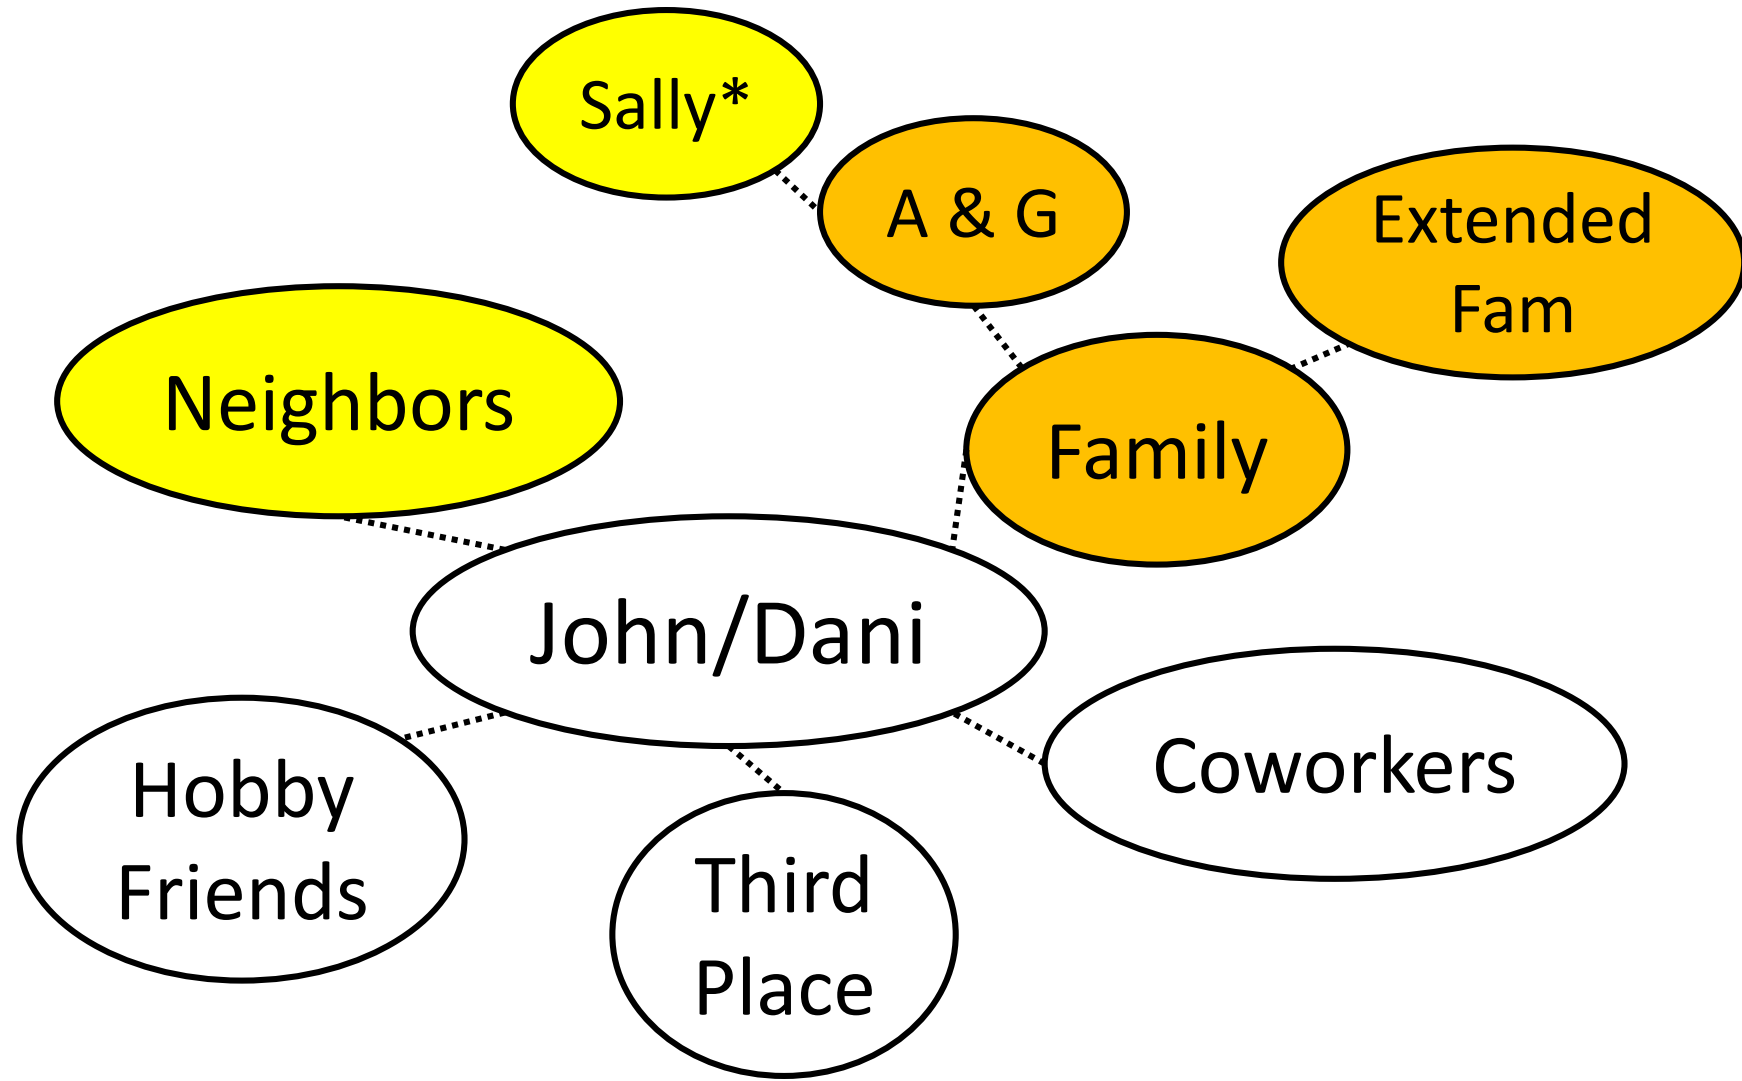 Sally*
A & G
Extended
Fam
Neighbors
Family
John/Dani
Hobby
Friends
Third
Place
Coworkers